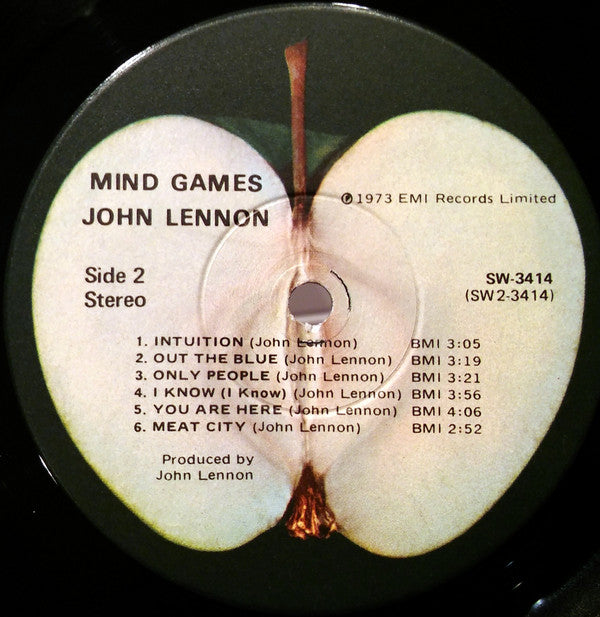 MIND GAMES
JOHN LENNON
℗1973 EMI Records Limited
Side 2
Stereo
SW-3414
(SW2-3414)
1. INTUITION (John Lennon) BMI 3:05
2. OUT THE BLUE (John Lennon) BMI 3:19
3. ONLY PEOPLE (John Lennon) BMI 3:21
4. I KNOW (I Know) (John Lennon) BMI 3:56
5. YOU ARE HERE (John Lennon) BMI 4:06
6. MEAT CITY (John Lennon) BMI 2:52
Produced by
John Lennon